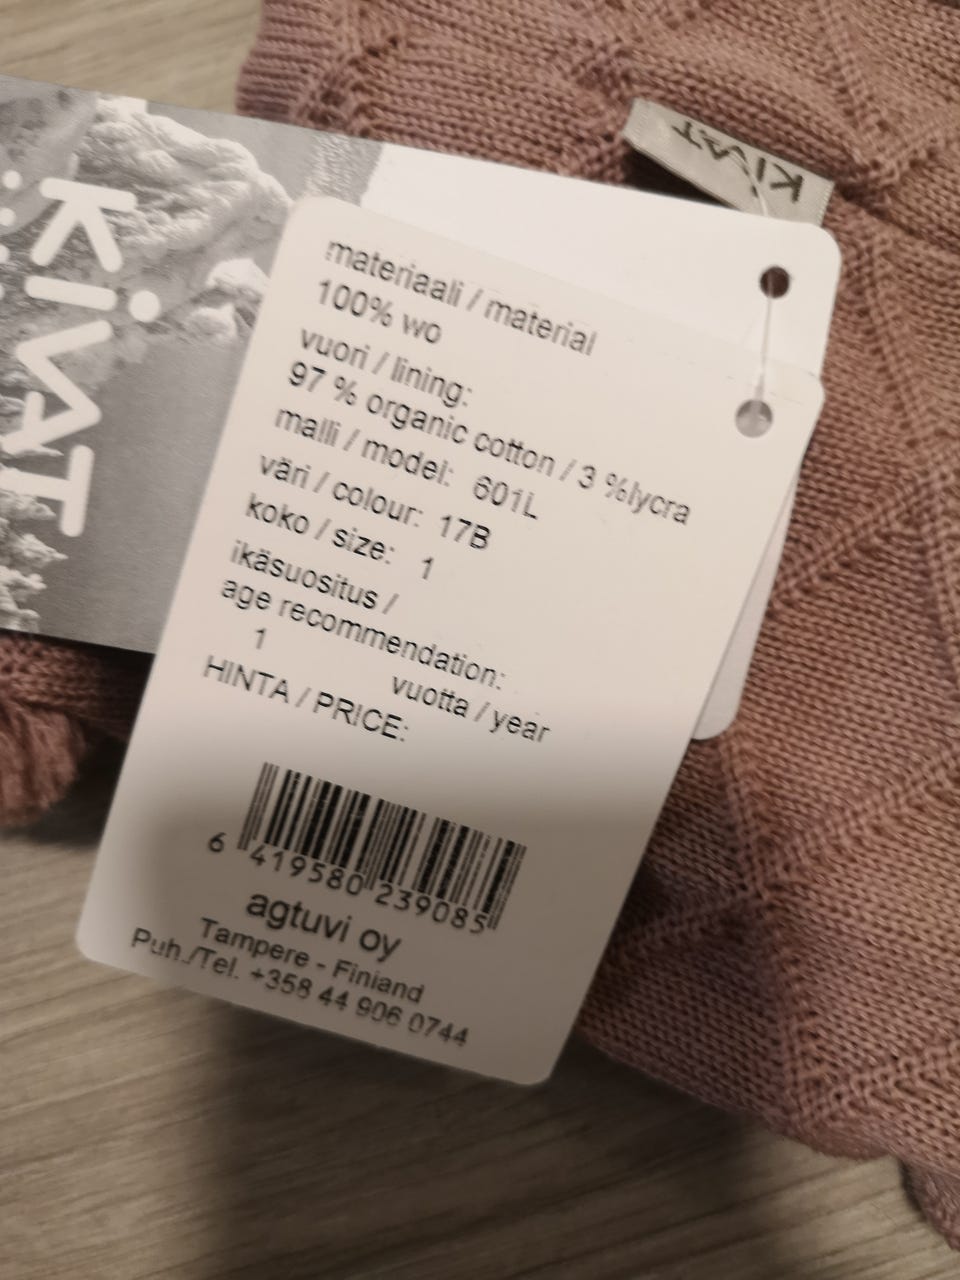 KiVAT
KiVAT
materiaali / material
100% wo
vuori / lining:
97 % organic cotton / 3 %lycra
malli / model: 601L
väri / colour: 17B
koko / size: 1
ikäsuositus /
age recommendation:
1 vuotta / year
HINTA / PRICE:
6 419580 239085
agtuvi oy
Tampere - Finland
Puh./Tel. +358 44 906 0744